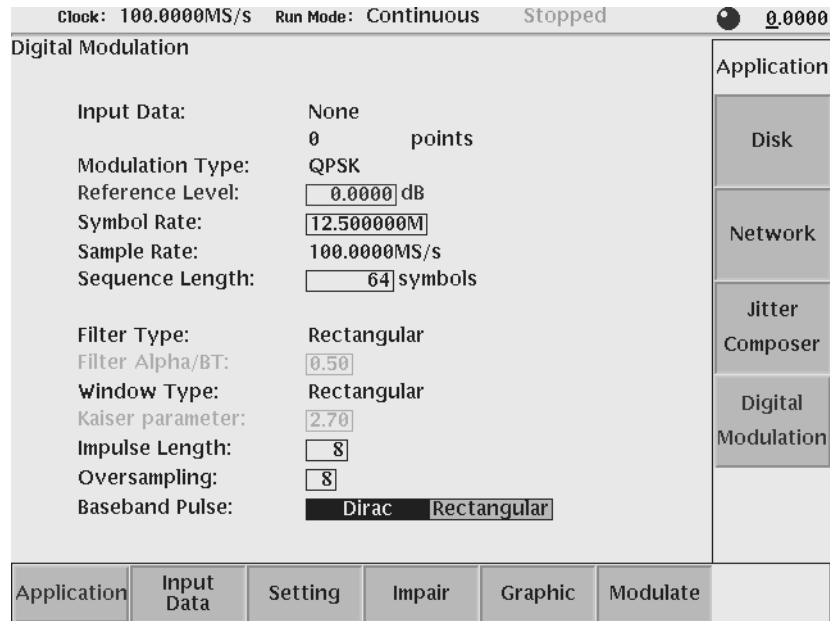 Clock: 100.0000MS/s Run Mode: Continuous Stopped 0.0000
Digital Modulation
Input Data: None
0 points
Modulation Type: QPSK
Reference Level: 0.0000 dB
Symbol Rate: 12.500000M
Sample Rate: 100.0000MS/s
Sequence Length: 64 symbols
Filter Type: Rectangular
Filter Alpha/BT: 0.50
Window Type: Rectangular
Kaiser parameter: 2.70
Impulse Length: 8
Oversampling: 8
Baseband Pulse: Dirac Rectangular
Application
Disk
Network
Jitter
Composer
Digital
Modulation
Application Input Data Setting Impair Graphic Modulate